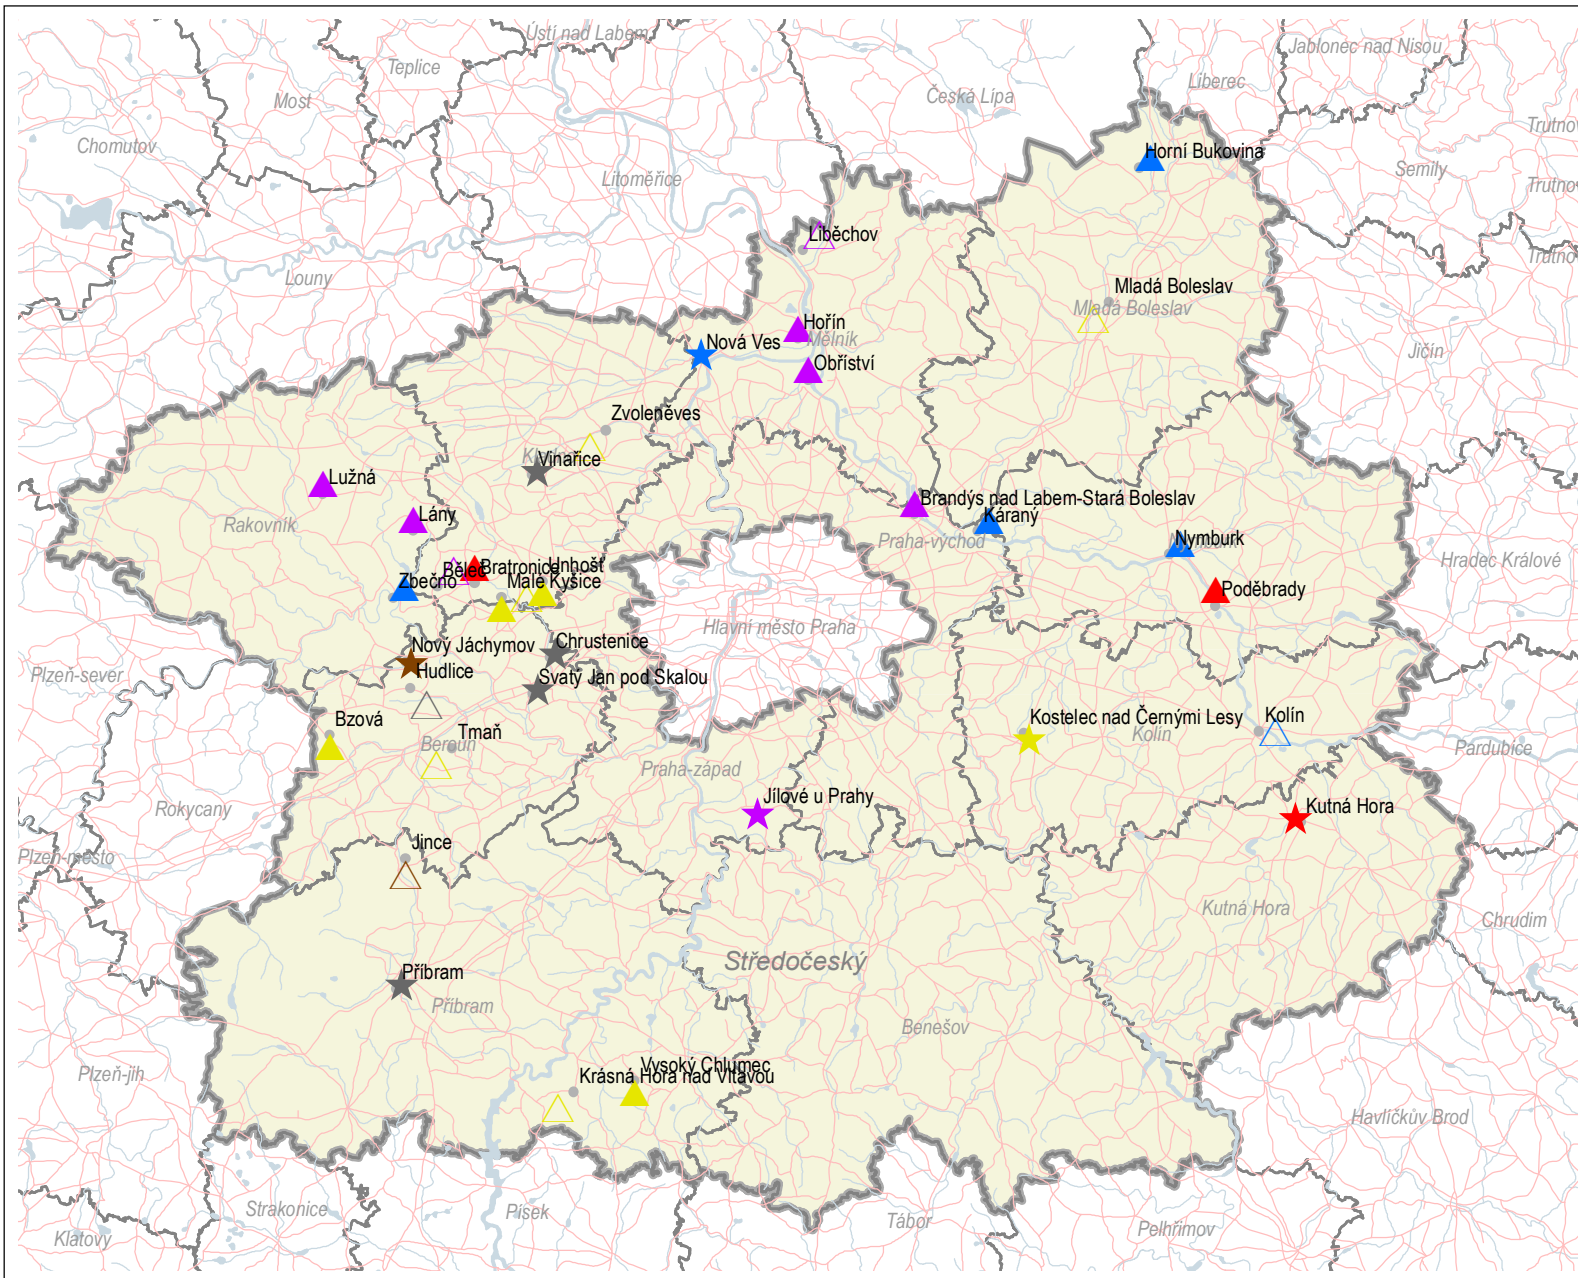 Ústí nad Labem
Jablonec nad Nisou
Teplice
Liberec
Most
Česká Lípa
Trutnov
Chomutov
Horní Bukovina
Semily
Litoměřice
Trutnov
Liběchov
Trutnov
Louny
Mladá Boleslav
Mladá Boleslav
Hořín
Mělník
Nová Ves
Jičín
Obříství
Zvoleněves
Vinařice
Lužná
Brandýs nad Labem-Stará Boleslav
Káraný
Lány
Rakovník
Praha-východ
Nymburk
Hradec Králové
Unhošť
Bratronice
Běleč
Zbečno
Malé Kyšice
Poděbrady
Hlavní město Praha
Nový Jáchymov
Chrustenice
Hudlice
Svatý Jan pod Skalou
Plzeň-sever
Bzová
Tmaň
Beroun
Kostelec nad Černými Lesy
Kolín
Kolín
Pardubice
Praha-západ
Rokycany
Jílové u Prahy
Kutná Hora
Jince
Plzeň-město
Kutná Hora
Chrudim
Středočeský
Příbram
Příbram
Benešov
Vysoký Chlumec
Krásná Hora nad Vltavou
Plzeň-jih
Havlíčkův Brod
Strakonice
Písek
Tábor
Pelhřimov
Klatovy